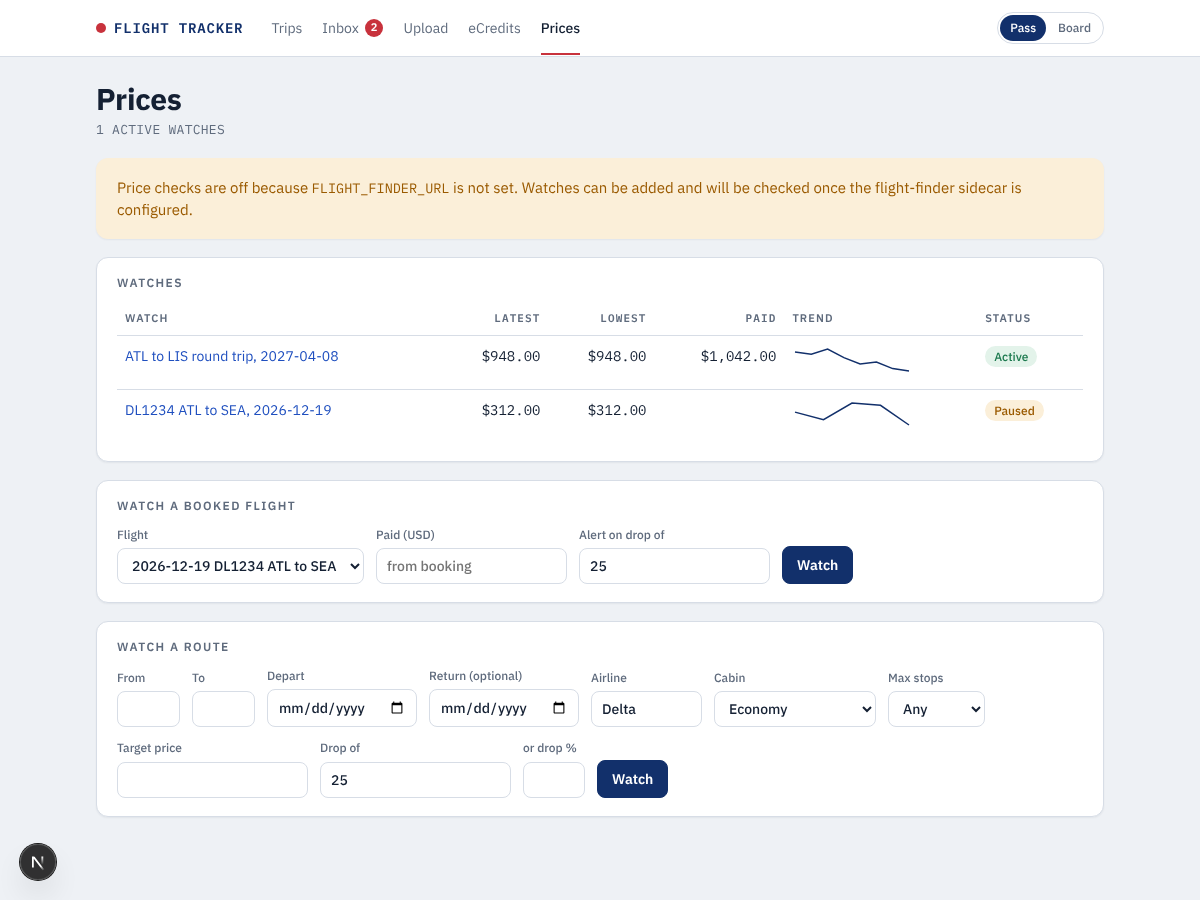 FLIGHT TRACKER Trips Inbox 2 Upload eCredits Prices Pass Board
Prices
1 ACTIVE WATCHES
Price checks are off because FLIGHT_FINDER_URL is not set. Watches can be added and will be checked once the flight-finder sidecar is
configured.
WATCHES
WATCH LATEST LOWEST PAID TREND STATUS
ATL to LIS round trip, 2027-04-08 $948.00 $948.00 $1,042.00 Active
DL1234 ATL to SEA, 2026-12-19 $312.00 $312.00 Paused
WATCH A BOOKED FLIGHT
Flight Paid (USD) Alert on drop of
2026-12-19 DL1234 ATL to SEA from booking 25 Watch
WATCH A ROUTE
From To Depart Return (optional) Airline Cabin Max stops
mm/dd/yyyy mm/dd/yyyy Delta Economy Any
Target price Drop of or drop %
25 Watch
N